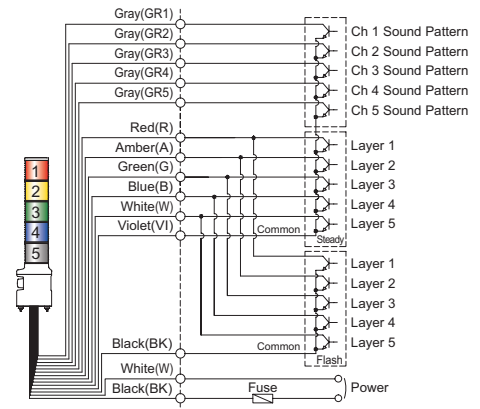 Gray(GR1)
Gray(GR2)
Gray(GR3)
Gray(GR4)
Gray(GR5)
Ch 1 Sound Pattern
Ch 2 Sound Pattern
Ch 3 Sound Pattern
Ch 4 Sound Pattern
Ch 5 Sound Pattern
Red(R)
Amber(A)
Green(G)
Blue(B)
White(W)
Violet(VI)
Common
Layer 1
Layer 2
Layer 3
Layer 4
Layer 5
Steady
1
2
3
4
5
Layer 1
Layer 2
Layer 3
Layer 4
Layer 5
Flash
Black(BK)
Common
White(W)
Black(BK)
Fuse
Power